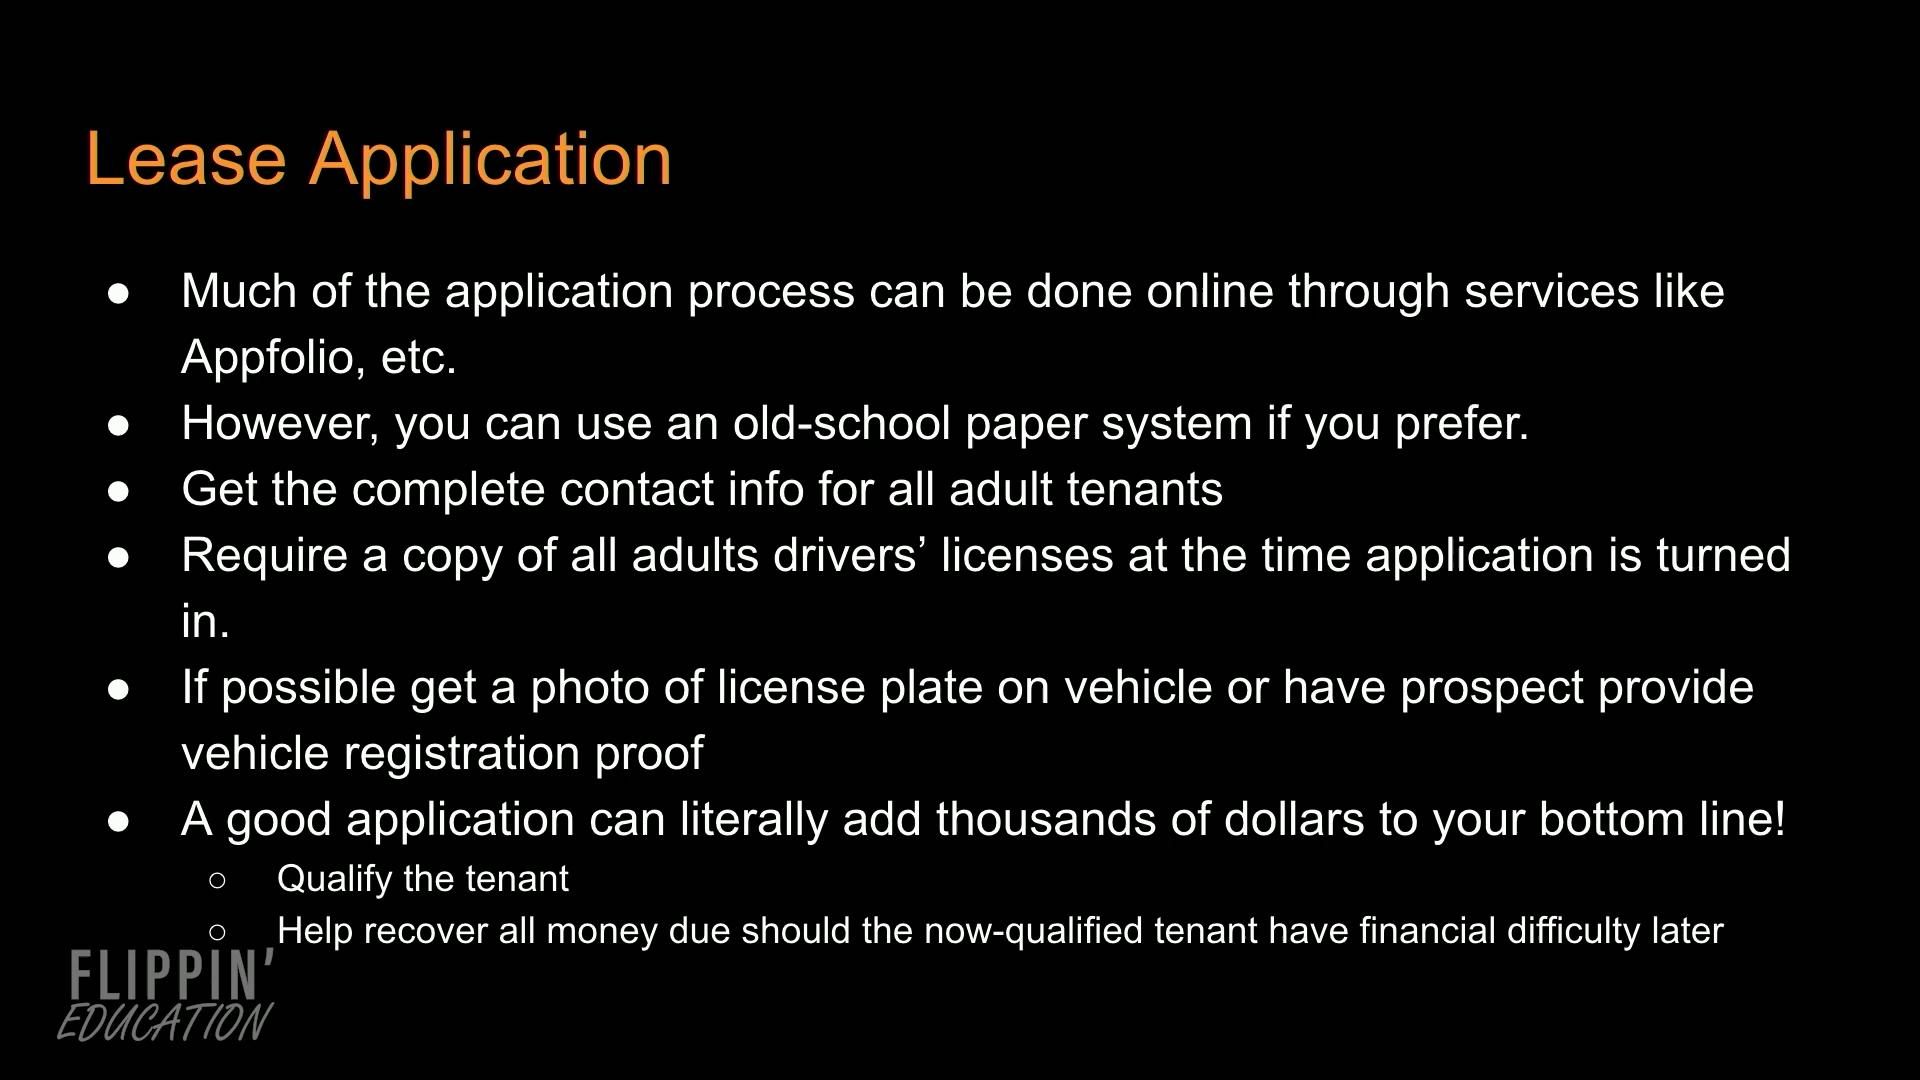 Lease Application
● Much of the application process can be done online through services like
Appfolio, etc.
● However, you can use an old-school paper system if you prefer.
● Get the complete contact info for all adult tenants
● Require a copy of all adults drivers’ licenses at the time application is turned
in.
● If possible get a photo of license plate on vehicle or have prospect provide
vehicle registration proof
● A good application can literally add thousands of dollars to your bottom line!
○ Qualify the tenant
○ Help recover all money due should the now-qualified tenant have financial difficulty later
FLIPPIN’
EDUCATION